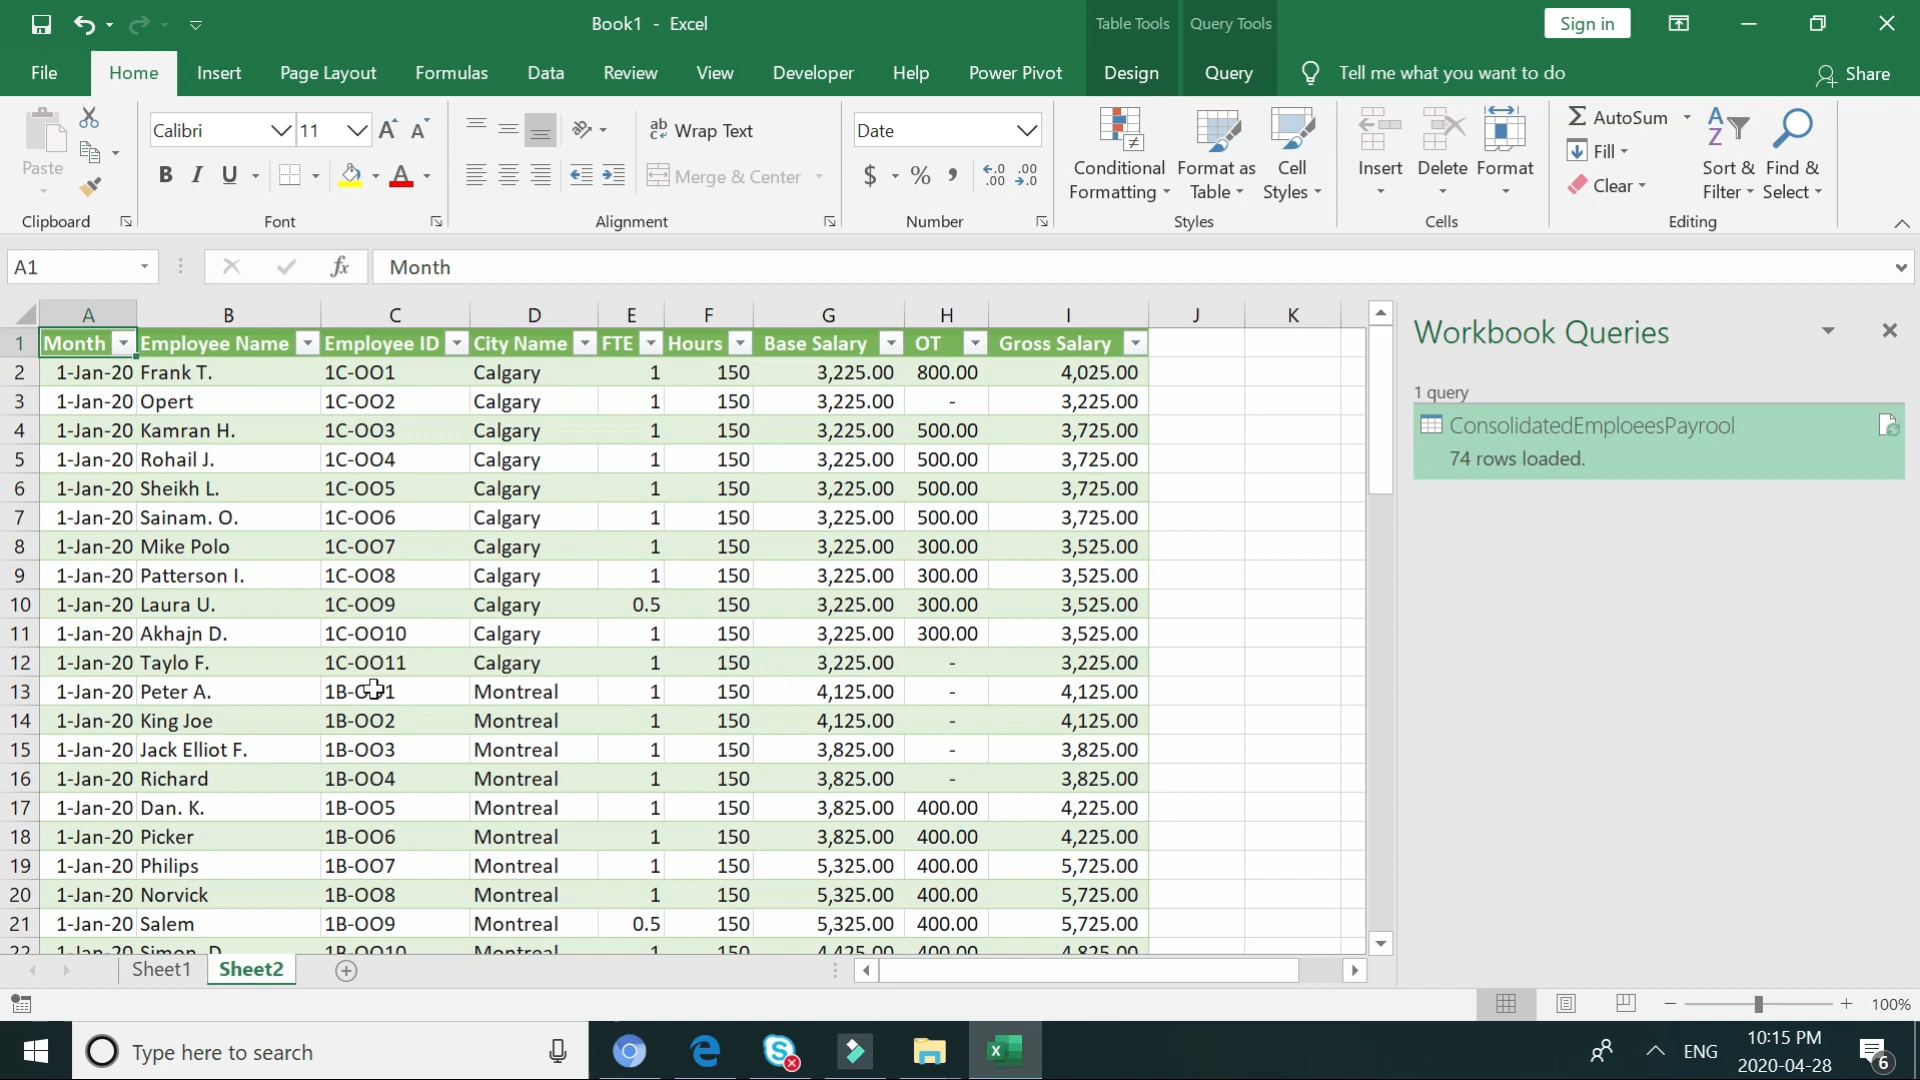 Book1 - Excel
Table Tools
Query Tools
Sign in
File
Home
Insert
Page Layout
Formulas
Data
Review
View
Developer
Help
Power Pivot
Design
Query
Tell me what you want to do
Share
Paste
Clipboard
Calibri
11
B I U
Font
Wrap Text
Merge & Center
Alignment
Date
$ % ,
Number
Conditional
Formatting
Format as
Table
Cell
Styles
Styles
Insert
Delete
Format
Cells
AutoSum
Fill
Clear
Sort &
Filter
Find &
Select
Editing
A1
fx
Month
A B C D E F G H I J K
1 Month Employee Name Employee ID City Name FTE Hours Base Salary OT Gross Salary
2 1-Jan-20 Frank T. 1C-OO1 Calgary 1 150 3,225.00 800.00 4,025.00
3 1-Jan-20 Opert 1C-OO2 Calgary 1 150 3,225.00 - 3,225.00
4 1-Jan-20 Kamran H. 1C-OO3 Calgary 1 150 3,225.00 500.00 3,725.00
5 1-Jan-20 Rohail J. 1C-OO4 Calgary 1 150 3,225.00 500.00 3,725.00
6 1-Jan-20 Sheikh L. 1C-OO5 Calgary 1 150 3,225.00 500.00 3,725.00
7 1-Jan-20 Sainam. O. 1C-OO6 Calgary 1 150 3,225.00 500.00 3,725.00
8 1-Jan-20 Mike Polo 1C-OO7 Calgary 1 150 3,225.00 300.00 3,525.00
9 1-Jan-20 Patterson I. 1C-OO8 Calgary 1 150 3,225.00 300.00 3,525.00
10 1-Jan-20 Laura U. 1C-OO9 Calgary 0.5 150 3,225.00 300.00 3,525.00
11 1-Jan-20 Akhajn D. 1C-OO10 Calgary 1 150 3,225.00 300.00 3,525.00
12 1-Jan-20 Taylo F. 1C-OO11 Calgary 1 150 3,225.00 - 3,225.00
13 1-Jan-20 Peter A. Montreal 1 150 4,125.00 - 4,125.00
14 1-Jan-20 King Joe 1B-OO2 Montreal 1 150 4,125.00 - 4,125.00
15 1-Jan-20 Jack Elliot F. 1B-OO3 Montreal 1 150 3,825.00 - 3,825.00
16 1-Jan-20 Richard 1B-OO4 Montreal 1 150 3,825.00 - 3,825.00
17 1-Jan-20 Dan. K. 1B-OO5 Montreal 1 150 3,825.00 400.00 4,225.00
18 1-Jan-20 Picker 1B-OO6 Montreal 1 150 3,825.00 400.00 4,225.00
19 1-Jan-20 Philips 1B-OO7 Montreal 1 150 5,325.00 400.00 5,725.00
20 1-Jan-20 Norvick 1B-OO8 Montreal 1 150 5,325.00 400.00 5,725.00
21 1-Jan-20 Salem 1B-OO9 Montreal 0.5 150 5,325.00 400.00 5,725.00
Workbook Queries
1 query
ConsolidatedEmploeesPayrool
74 rows loaded.
Sheet1
Sheet2
100%
Type here to search
ENG
10:15 PM
2020-04-28
6